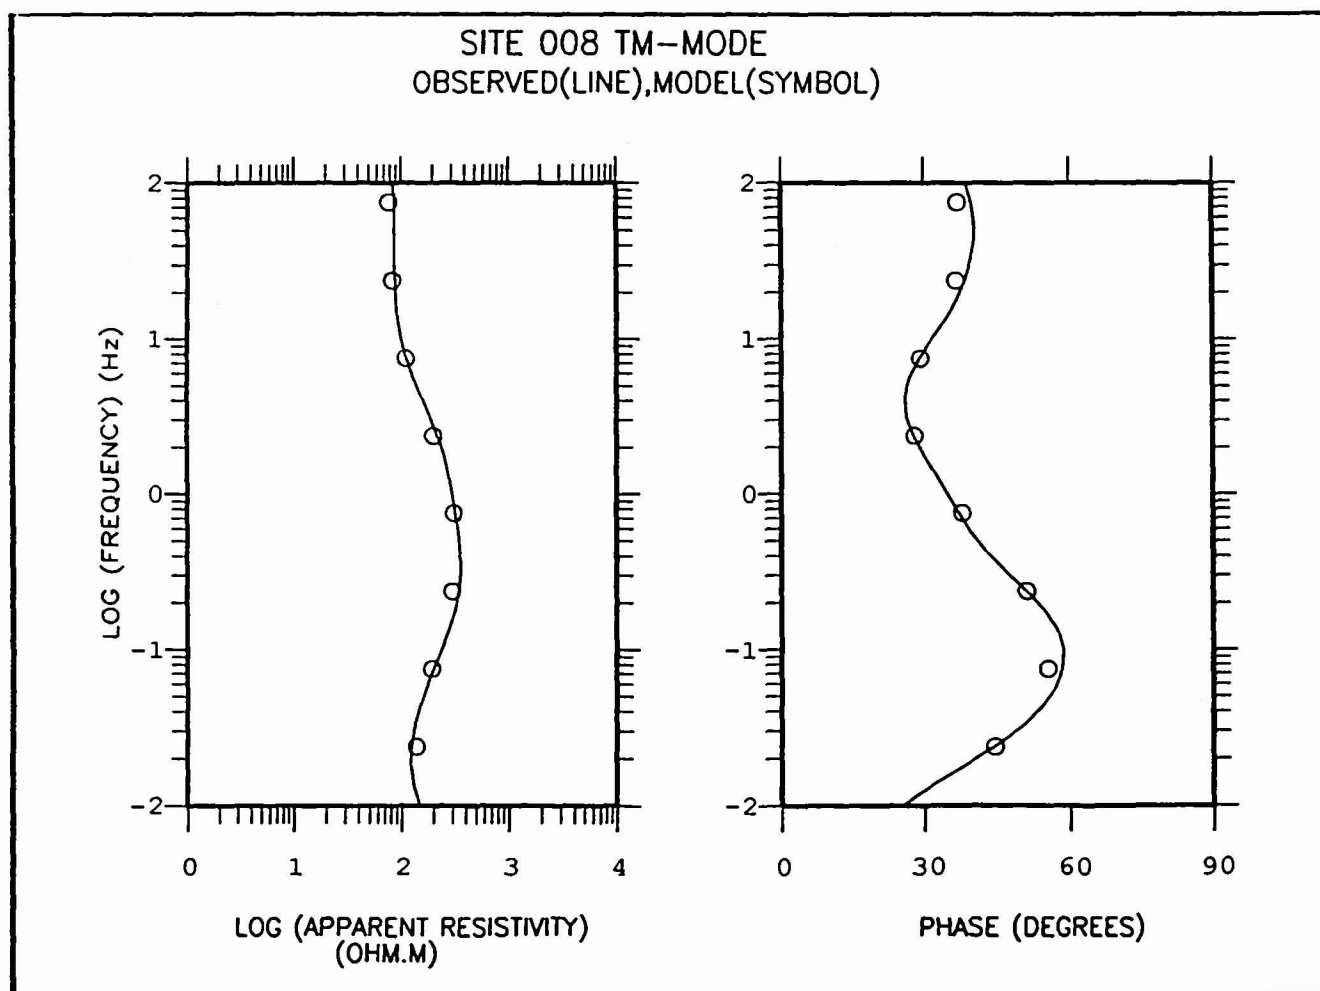 SITE 008 TM-MODE
OBSERVED(LINE),MODEL(SYMBOL)
LOG (FREQUENCY) (Hz)
2
1
0
-1
-2
0 1 2 3 4
LOG (APPARENT RESISTIVITY)
(OHM.M)
2
1
0
-1
-2
0 30 60 90
PHASE (DEGREES)